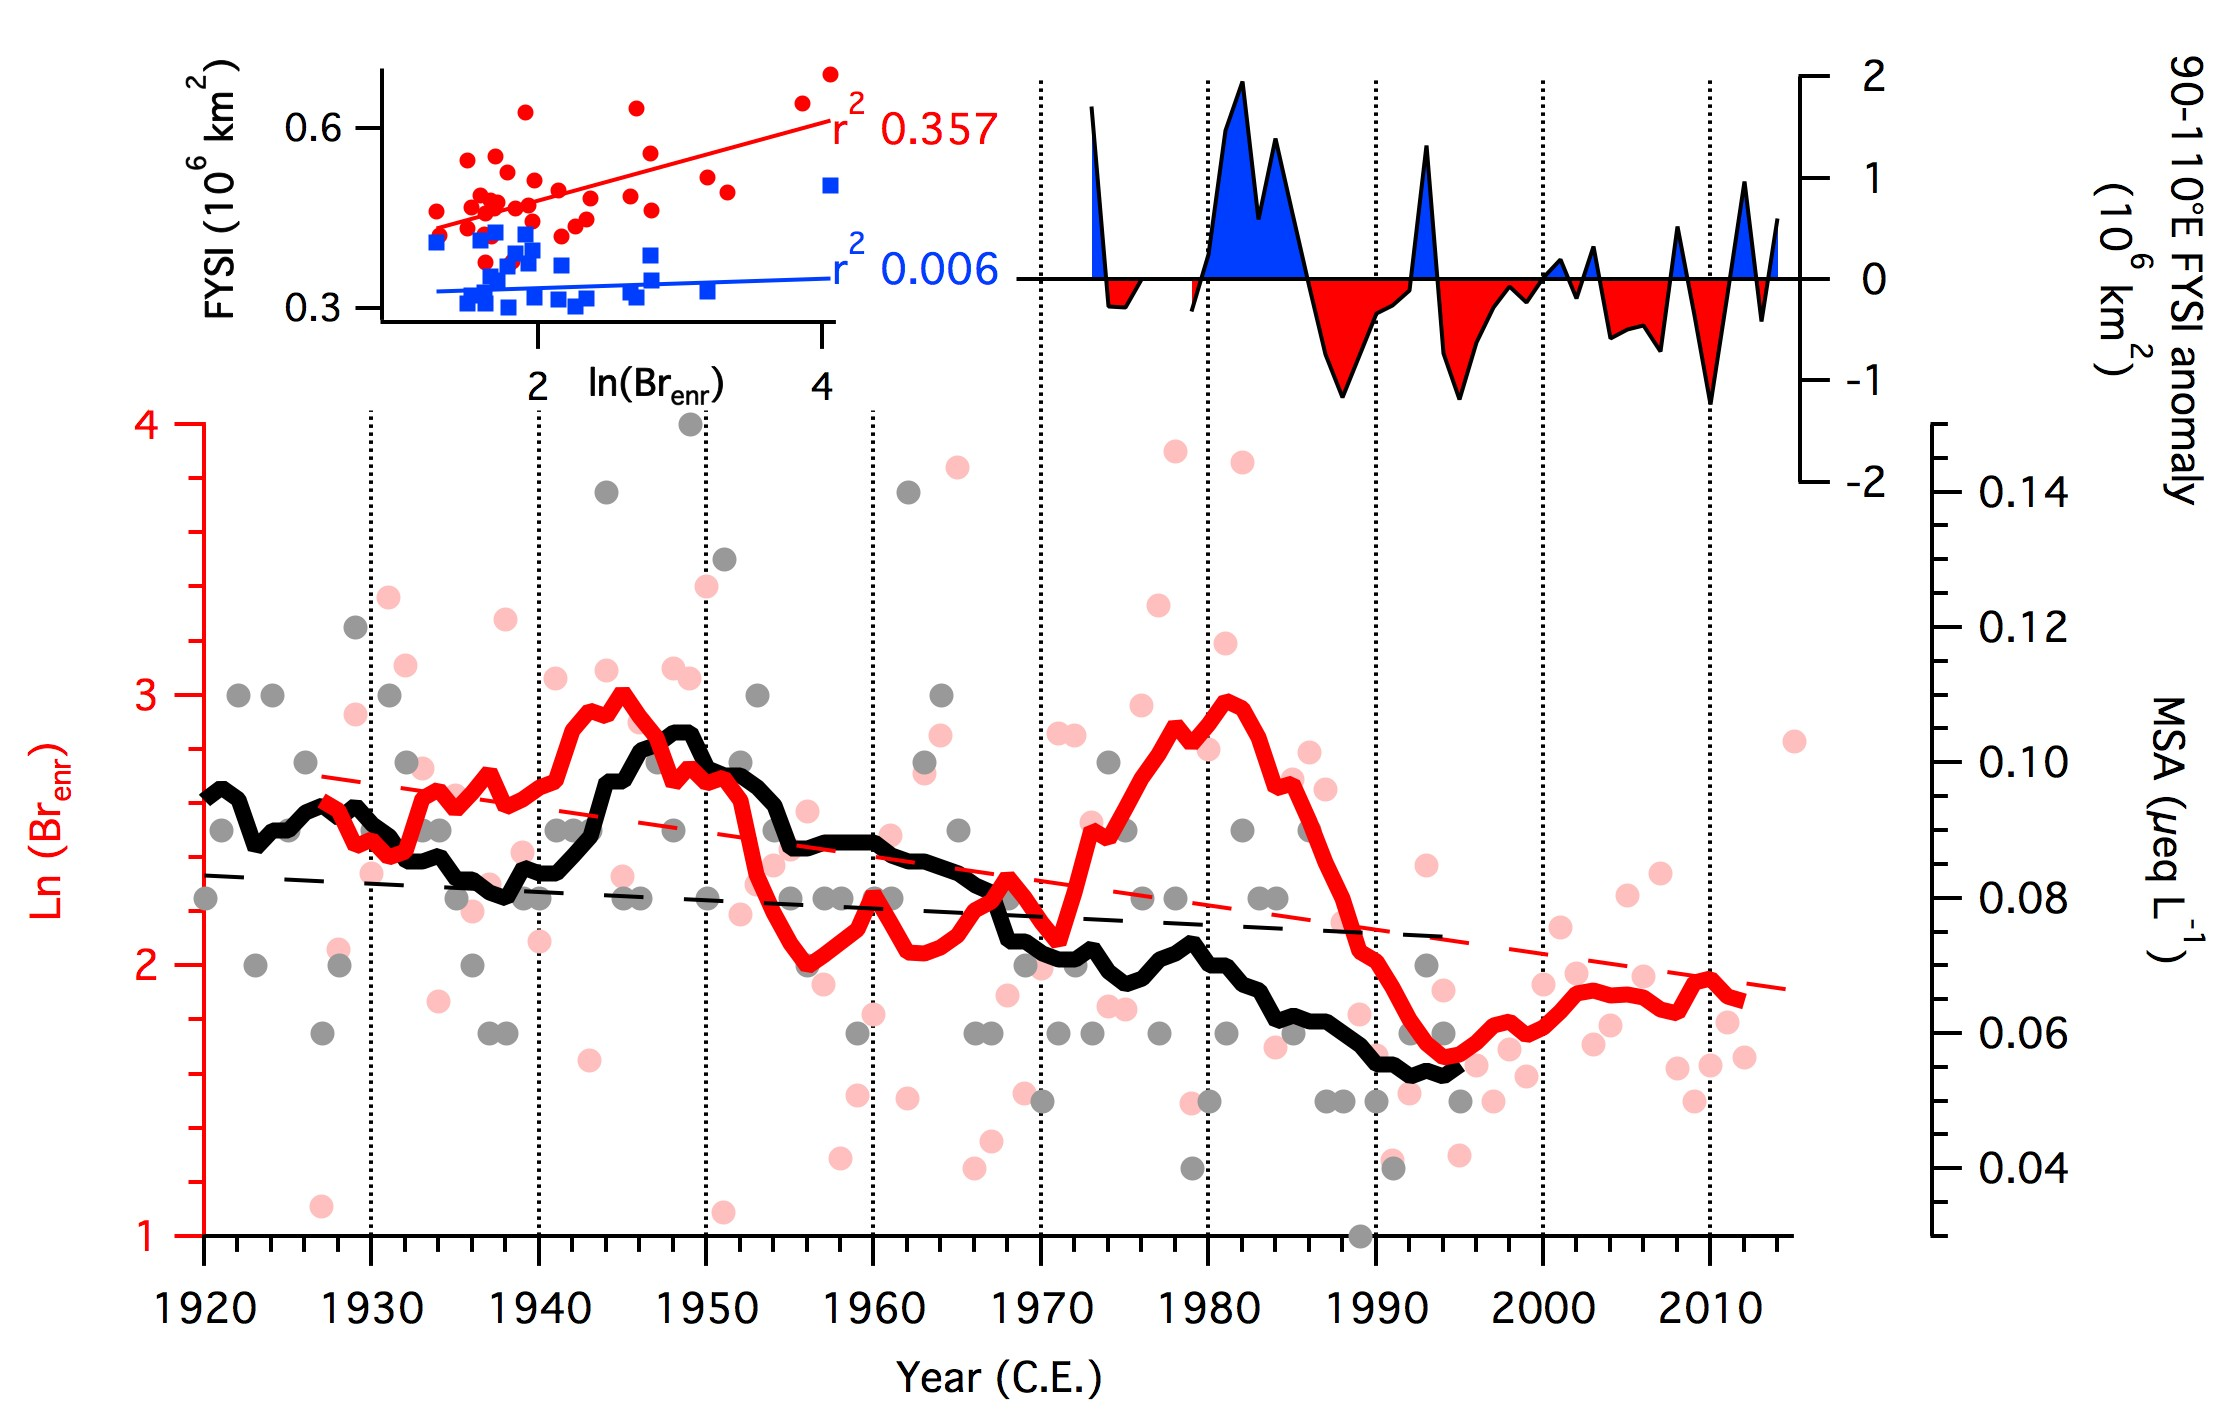 FYSI (10⁶ km²)
0.6
0.3
r² 0.357
r² 0.006
2
ln(Brₑₙᵣ)
4
2
1
0
-1
-2
90-110°E FYSI anomaly
(10⁶ km²)
4
3
2
1
Ln (Brₑₙᵣ)
0.14
0.12
0.10
0.08
0.06
0.04
MSA (μeq L⁻¹)
1920 1930 1940 1950 1960 1970 1980 1990 2000 2010
Year (C.E.)